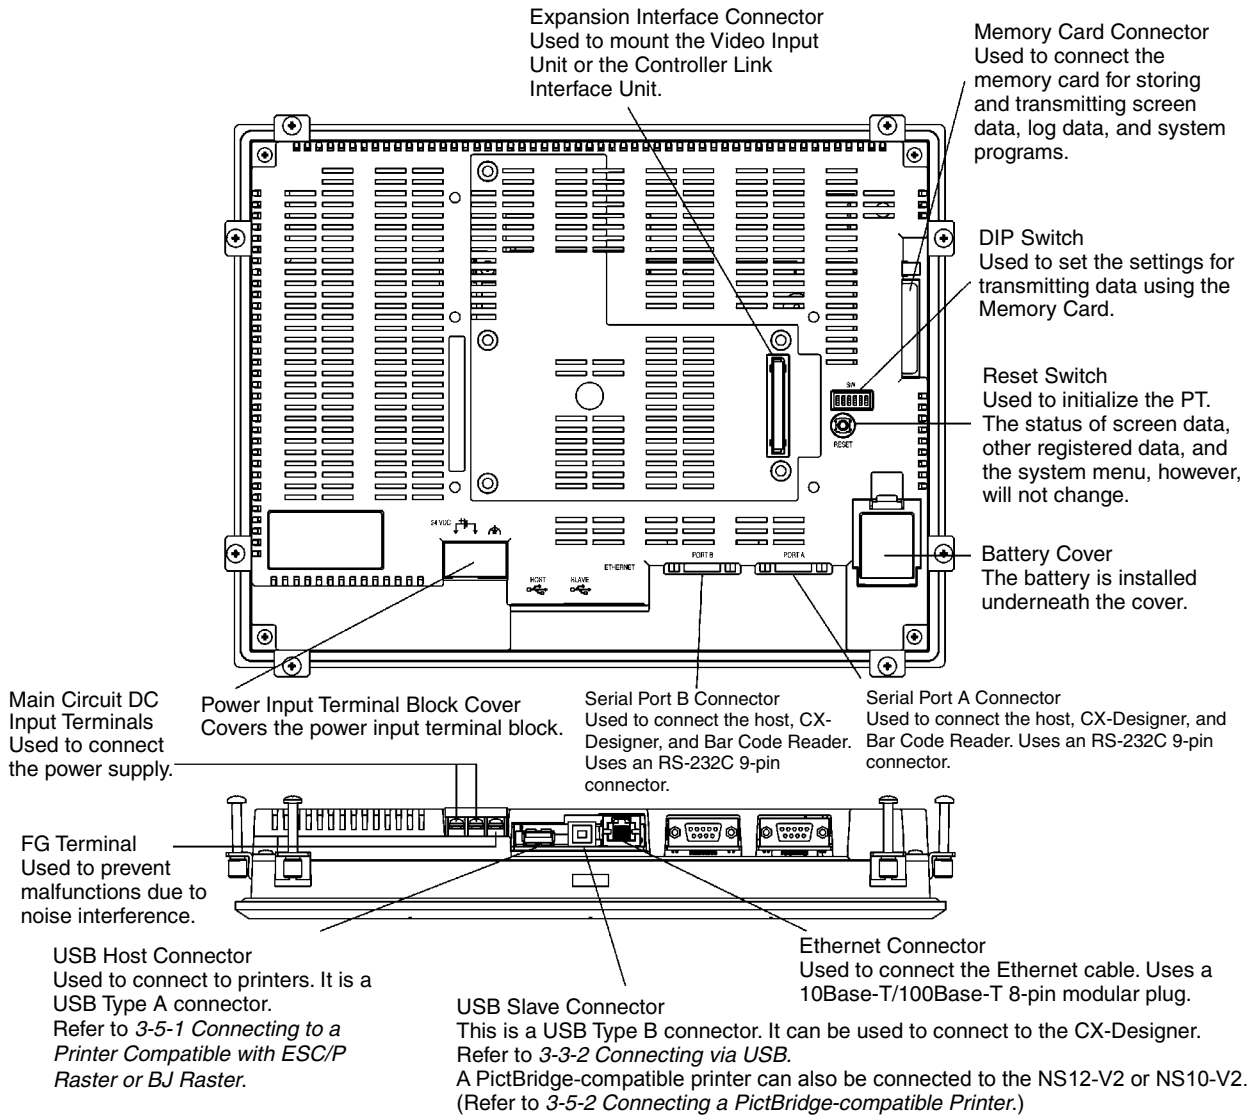 Expansion Interface Connector
Used to mount the Video Input
Unit or the Controller Link
Interface Unit.
Memory Card Connector
Used to connect the
memory card for storing
and transmitting screen
data, log data, and system
programs.
DIP Switch
Used to set the settings for
transmitting data using the
Memory Card.
SW
Reset Switch
Used to initialize the PT.
The status of screen data,
other registered data, and
the system menu, however,
will not change.
RESET
24 VDC
HOST
SLAVE
ETHERNET
PORT B
PORT A
Battery Cover
The battery is installed
underneath the cover.
Main Circuit DC
Input Terminals
Used to connect
the power supply.
Power Input Terminal Block Cover
Covers the power input terminal block.
Serial Port B Connector
Used to connect the host, CX-
Designer, and Bar Code Reader.
Uses an RS-232C 9-pin
connector.
Serial Port A Connector
Used to connect the host, CX-Designer, and
Bar Code Reader. Uses an RS-232C 9-pin
connector.
FG Terminal
Used to prevent
malfunctions due to
noise interference.
USB Host Connector
Used to connect to printers. It is a
USB Type A connector.
Refer to 3-5-1 Connecting to a
Printer Compatible with ESC/P
Raster or BJ Raster.
Ethernet Connector
Used to connect the Ethernet cable. Uses a
10Base-T/100Base-T 8-pin modular plug.
USB Slave Connector
This is a USB Type B connector. It can be used to connect to the CX-Designer.
Refer to 3-3-2 Connecting via USB.
A PictBridge-compatible printer can also be connected to the NS12-V2 or NS10-V2.
(Refer to 3-5-2 Connecting a PictBridge-compatible Printer.)